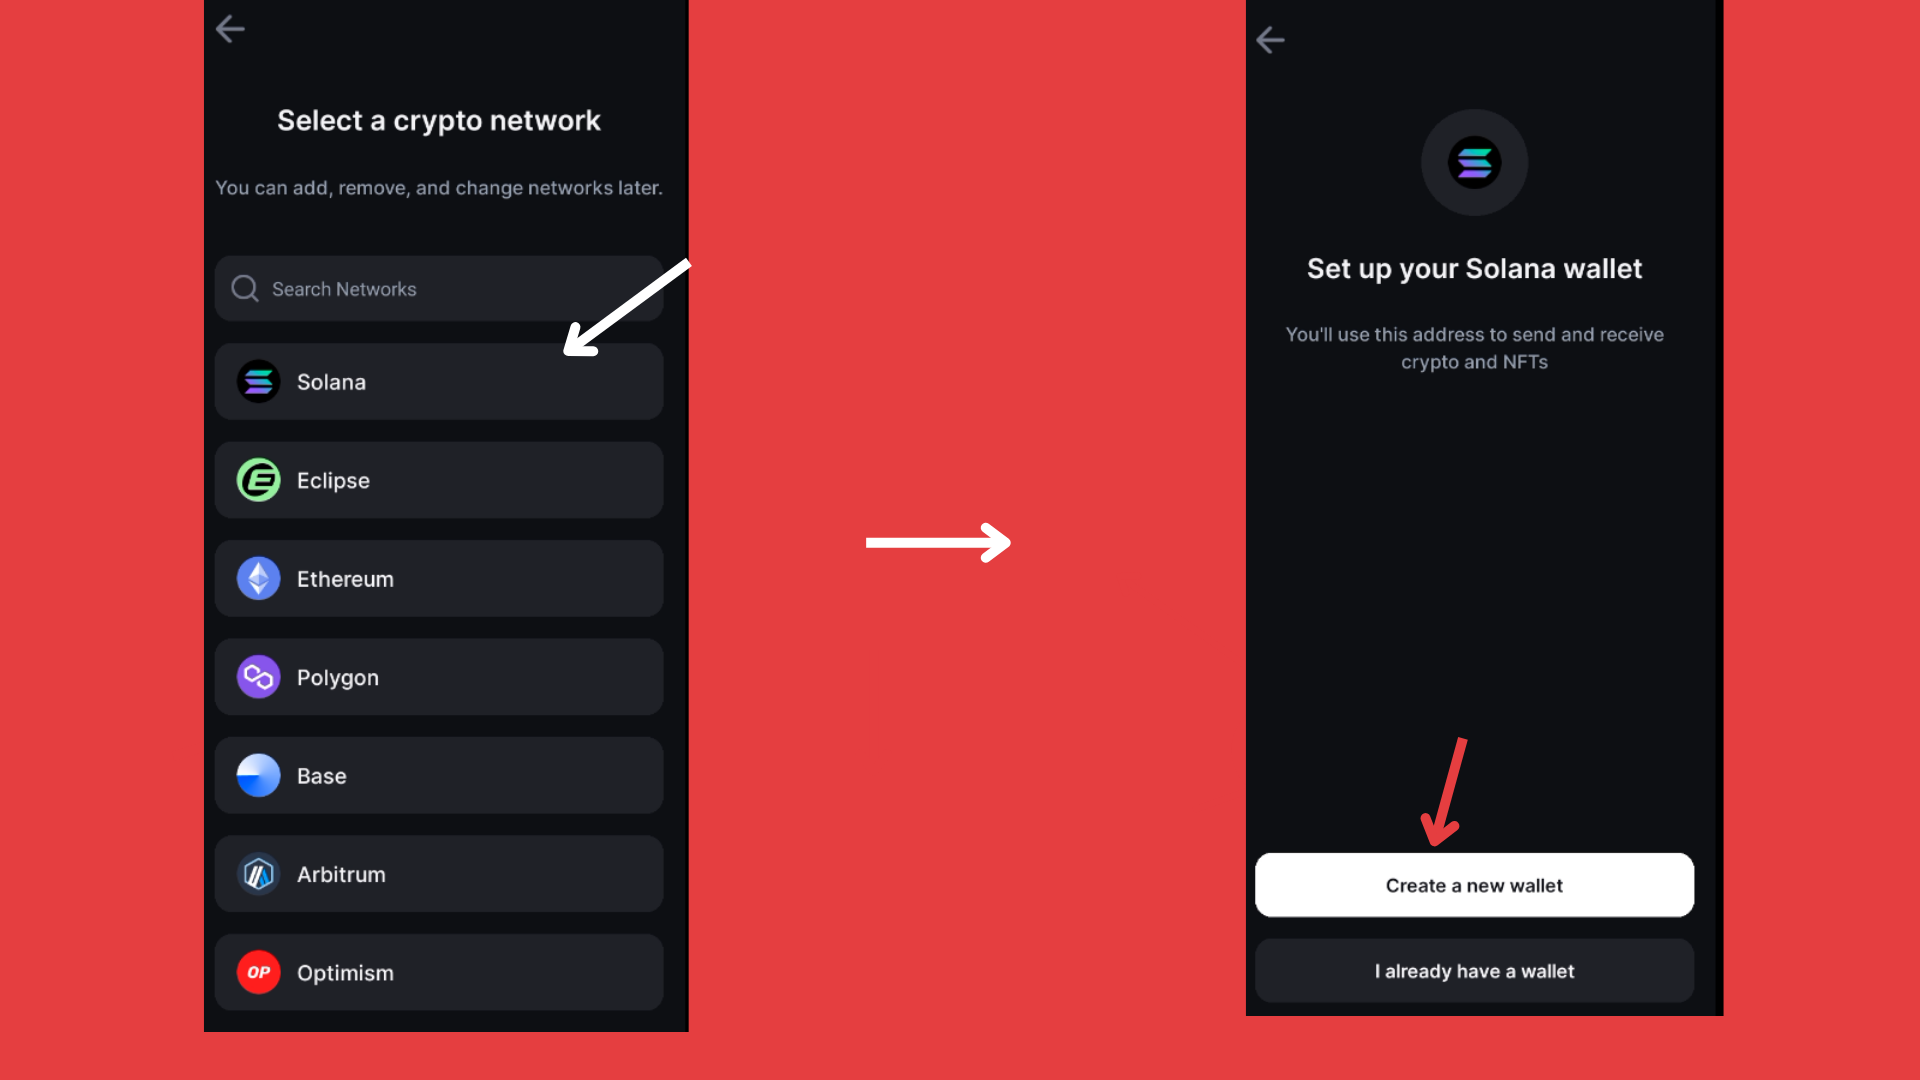 Select a crypto network
You can add, remove, and change networks later.
Search Networks
Solana
Eclipse
Ethereum
Polygon
Base
Arbitrum
OP
Optimism
Set up your Solana wallet
You'll use this address to send and receive
crypto and NFTs
Create a new wallet
I already have a wallet